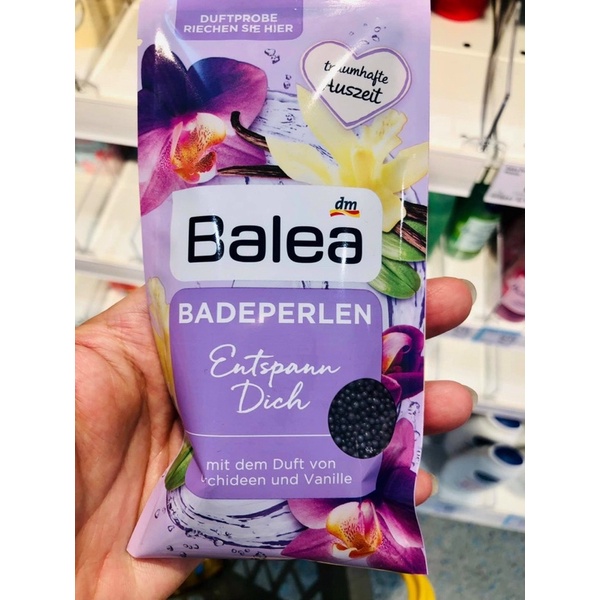 DUFTPROBE
RIECHEN SIE HIER
traumhafte
Auszeit
dm
Balea
BADEPERLEN
Entspann
Dich
mit dem Duft von
chideen und Vanille